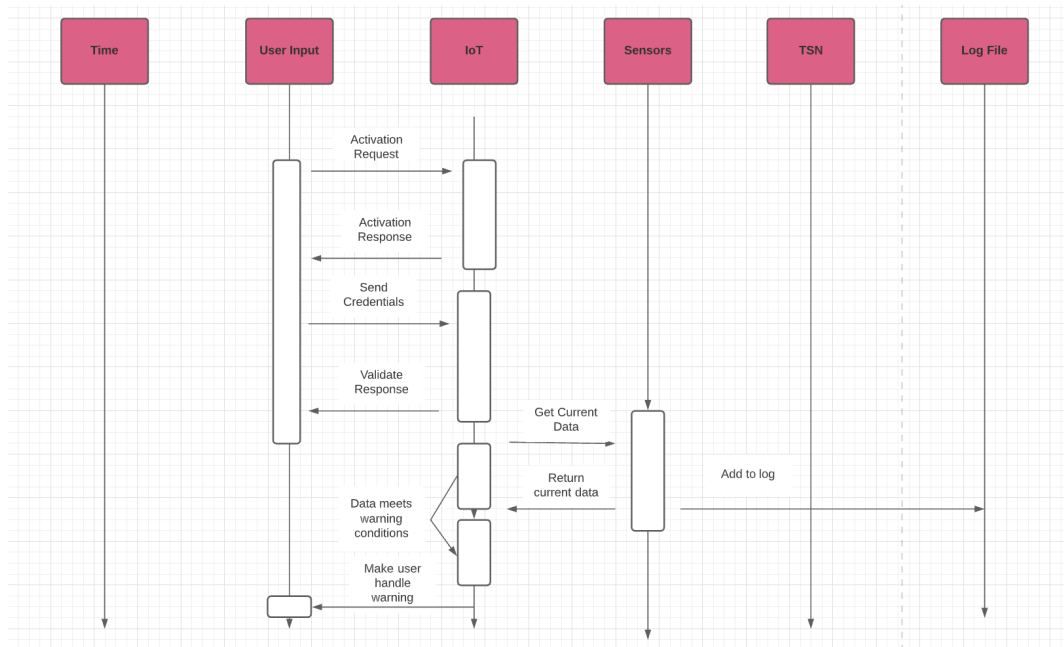 Time
User Input
IoT
Sensors
TSN
Log File
Activation
Request
Activation
Response
Send
Credentials
Validate
Response
Get Current
Data
Return
current data
Add to log
Data meets
warning
conditions
Make user
handle
warning